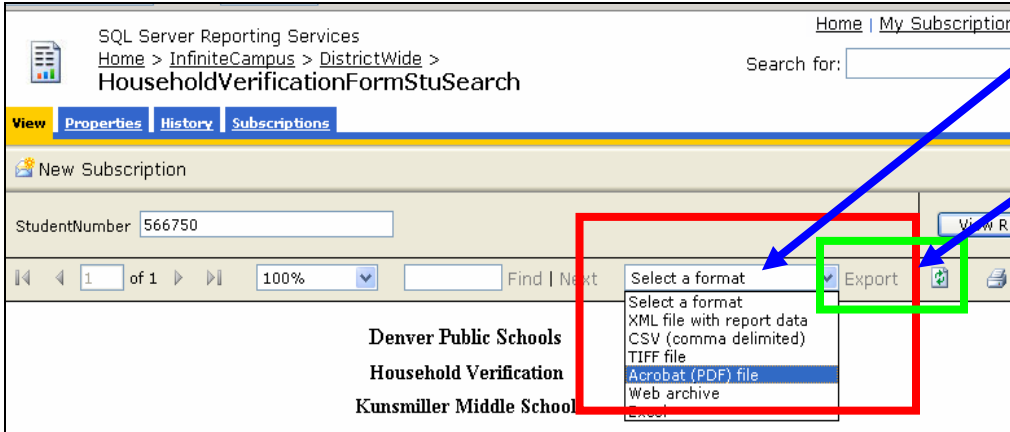 Home | My Subscription
SQL Server Reporting Services
Home > InfiniteCampus > DistrictWide >
Search for:
HouseholdVerificationFormStuSearch
View Properties History Subscriptions
New Subscription
StudentNumber 566750
View R
1 of 1 100% Find | Next Select a format Export
Select a format
XML file with report data
CSV (comma delimited)
TIFF file
Acrobat (PDF) file
Web archive
Excel
Denver Public Schools
Household Verification
Kunsmiller Middle School